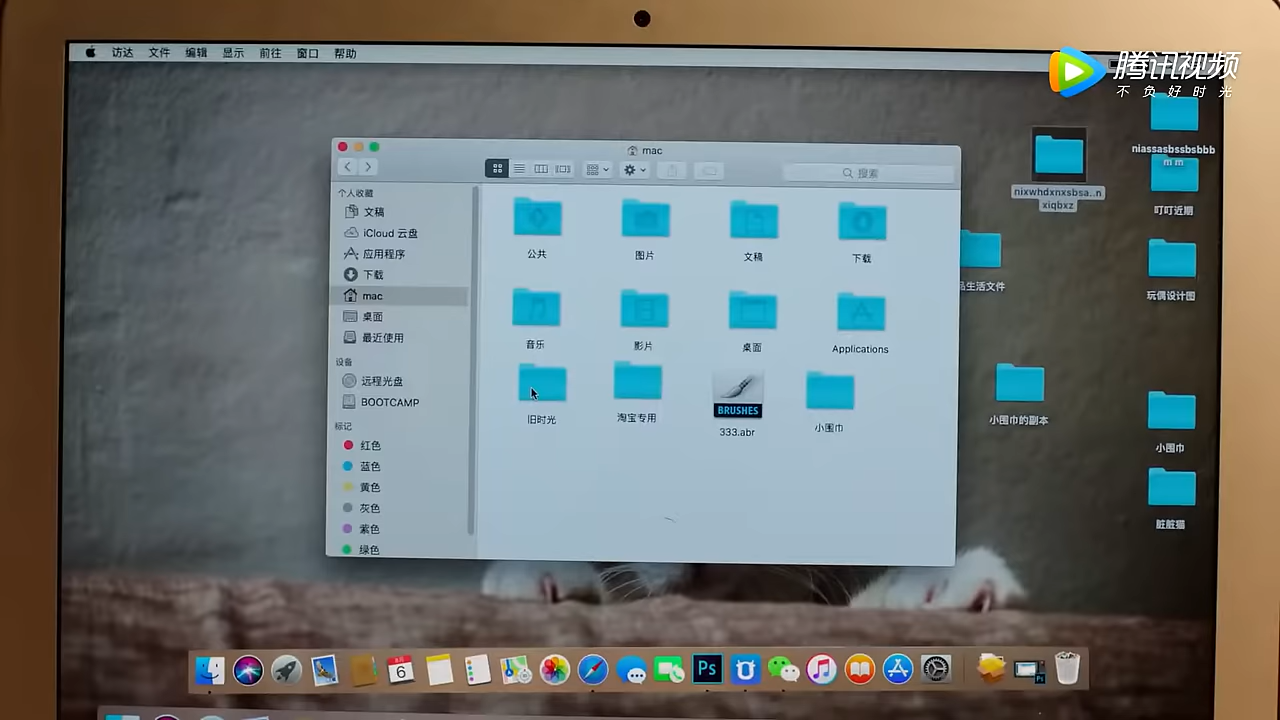 访达 文件 编辑 显示 前往 窗口 帮助
腾讯视频
不负好时光
mac
搜索
个人收藏
文稿
iCloud 云盘
应用程序
下载
mac
桌面
最近使用
设备
远程光盘
BOOTCAMP
标记
红色
蓝色
黄色
灰色
紫色
绿色
公共 图片 文稿 下载
音乐 影片 桌面 Applications
旧时光 淘宝专用 BRUSHES 小围巾
333.abr
nixwhdxnxsbsa...n
xiqbxz
niassasbssbsbbb
m m
叮叮近期
生活文件
玩偶设计图
小围巾的副本
小围巾
脏脏猫
6
Ps